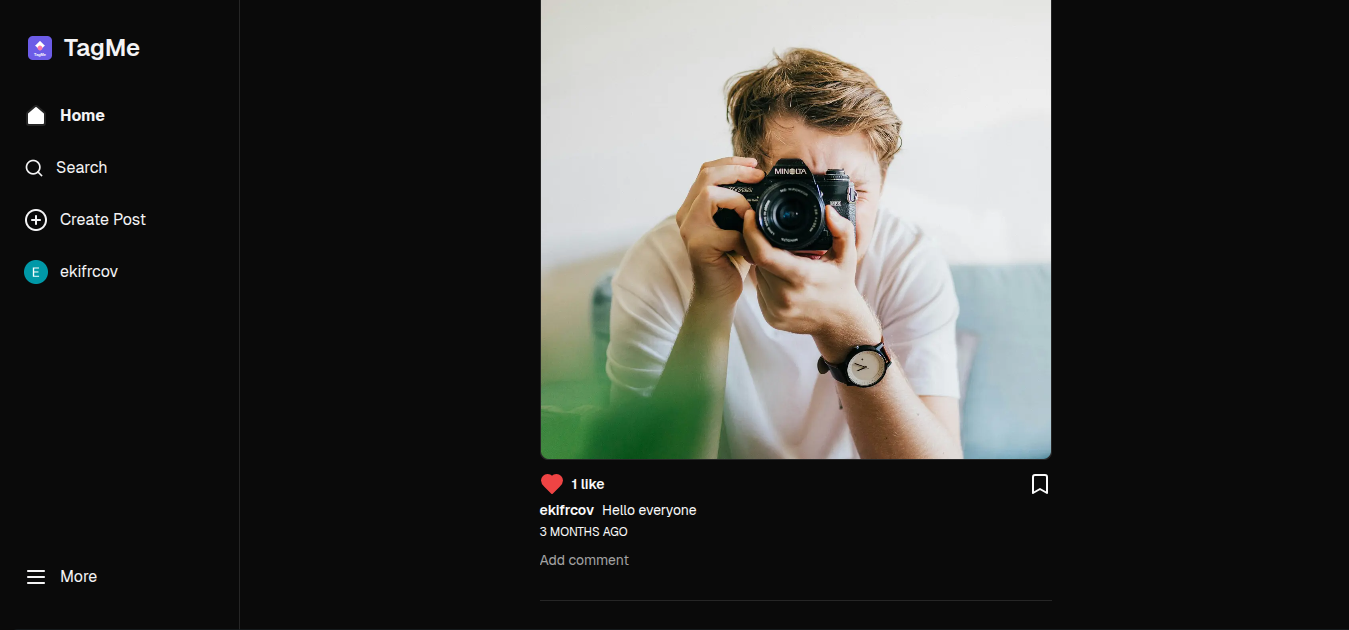 TagMe
Home
Search
Create Post
E ekifrcov
More
MINOLTA
1 like
ekifrcov Hello everyone
3 MONTHS AGO
Add comment